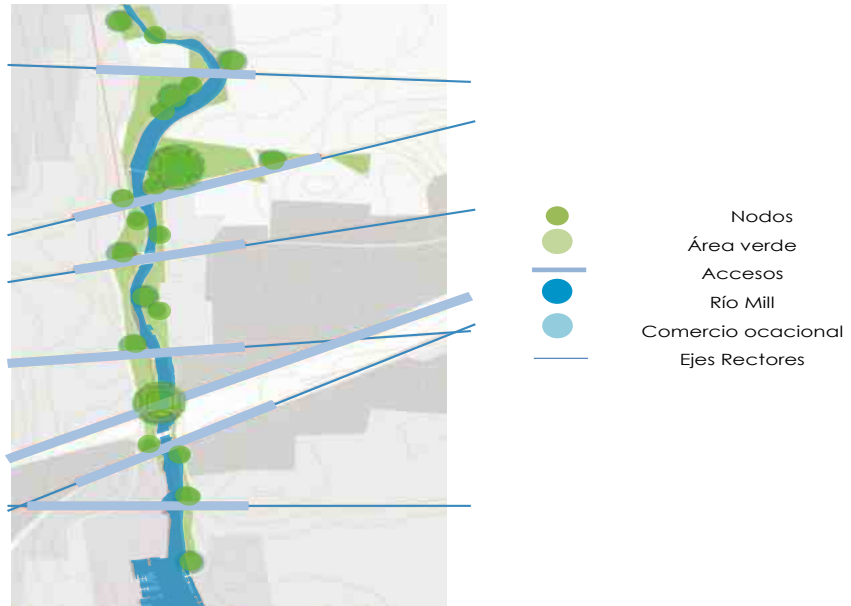 Nodos
Área verde
Accesos
Río Mill
Comercio ocacional
Ejes Rectores